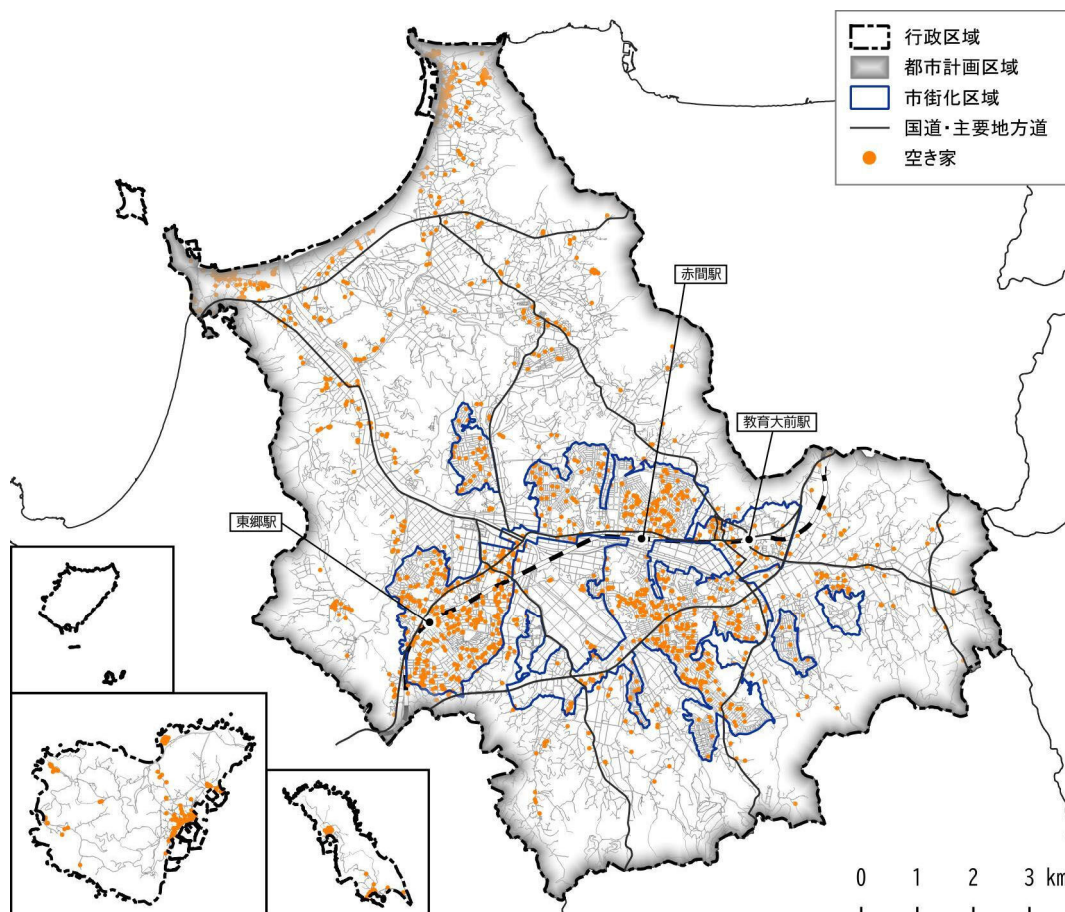 行政区域
都市計画区域
市街化区域
国道・主要地方道
空き家
赤間駅
教育大前駅
東郷駅
0 1 2 3 km